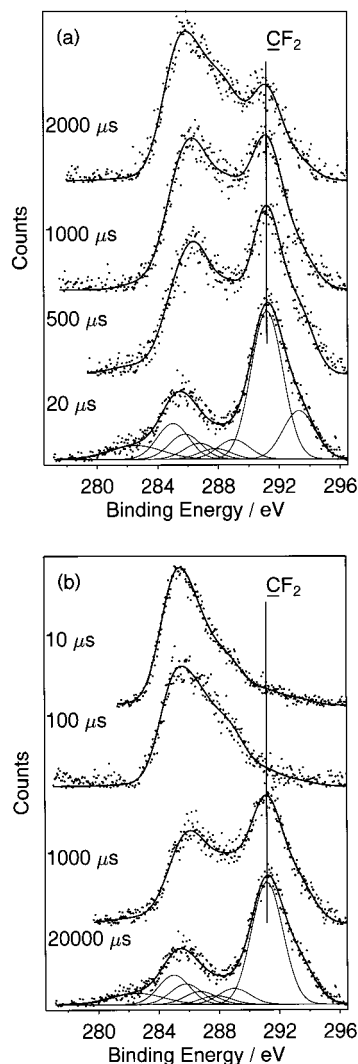 (a)
CF2
2000 μs
1000 μs
500 μs
20 μs
Counts
280 284 288 292 296
Binding Energy / eV
(b)
CF2
10 μs
100 μs
1000 μs
20000 μs
Counts
280 284 288 292 296
Binding Energy / eV